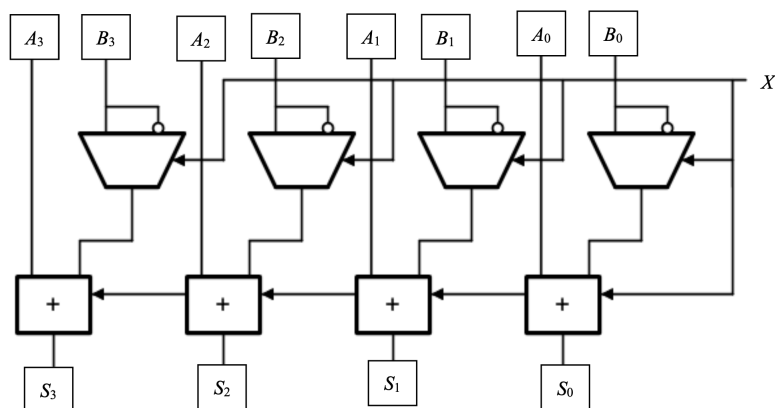 A3 B3 A2 B2 A1 B1 A0 B0
X
+ + + +
S3 S2 S1 S0